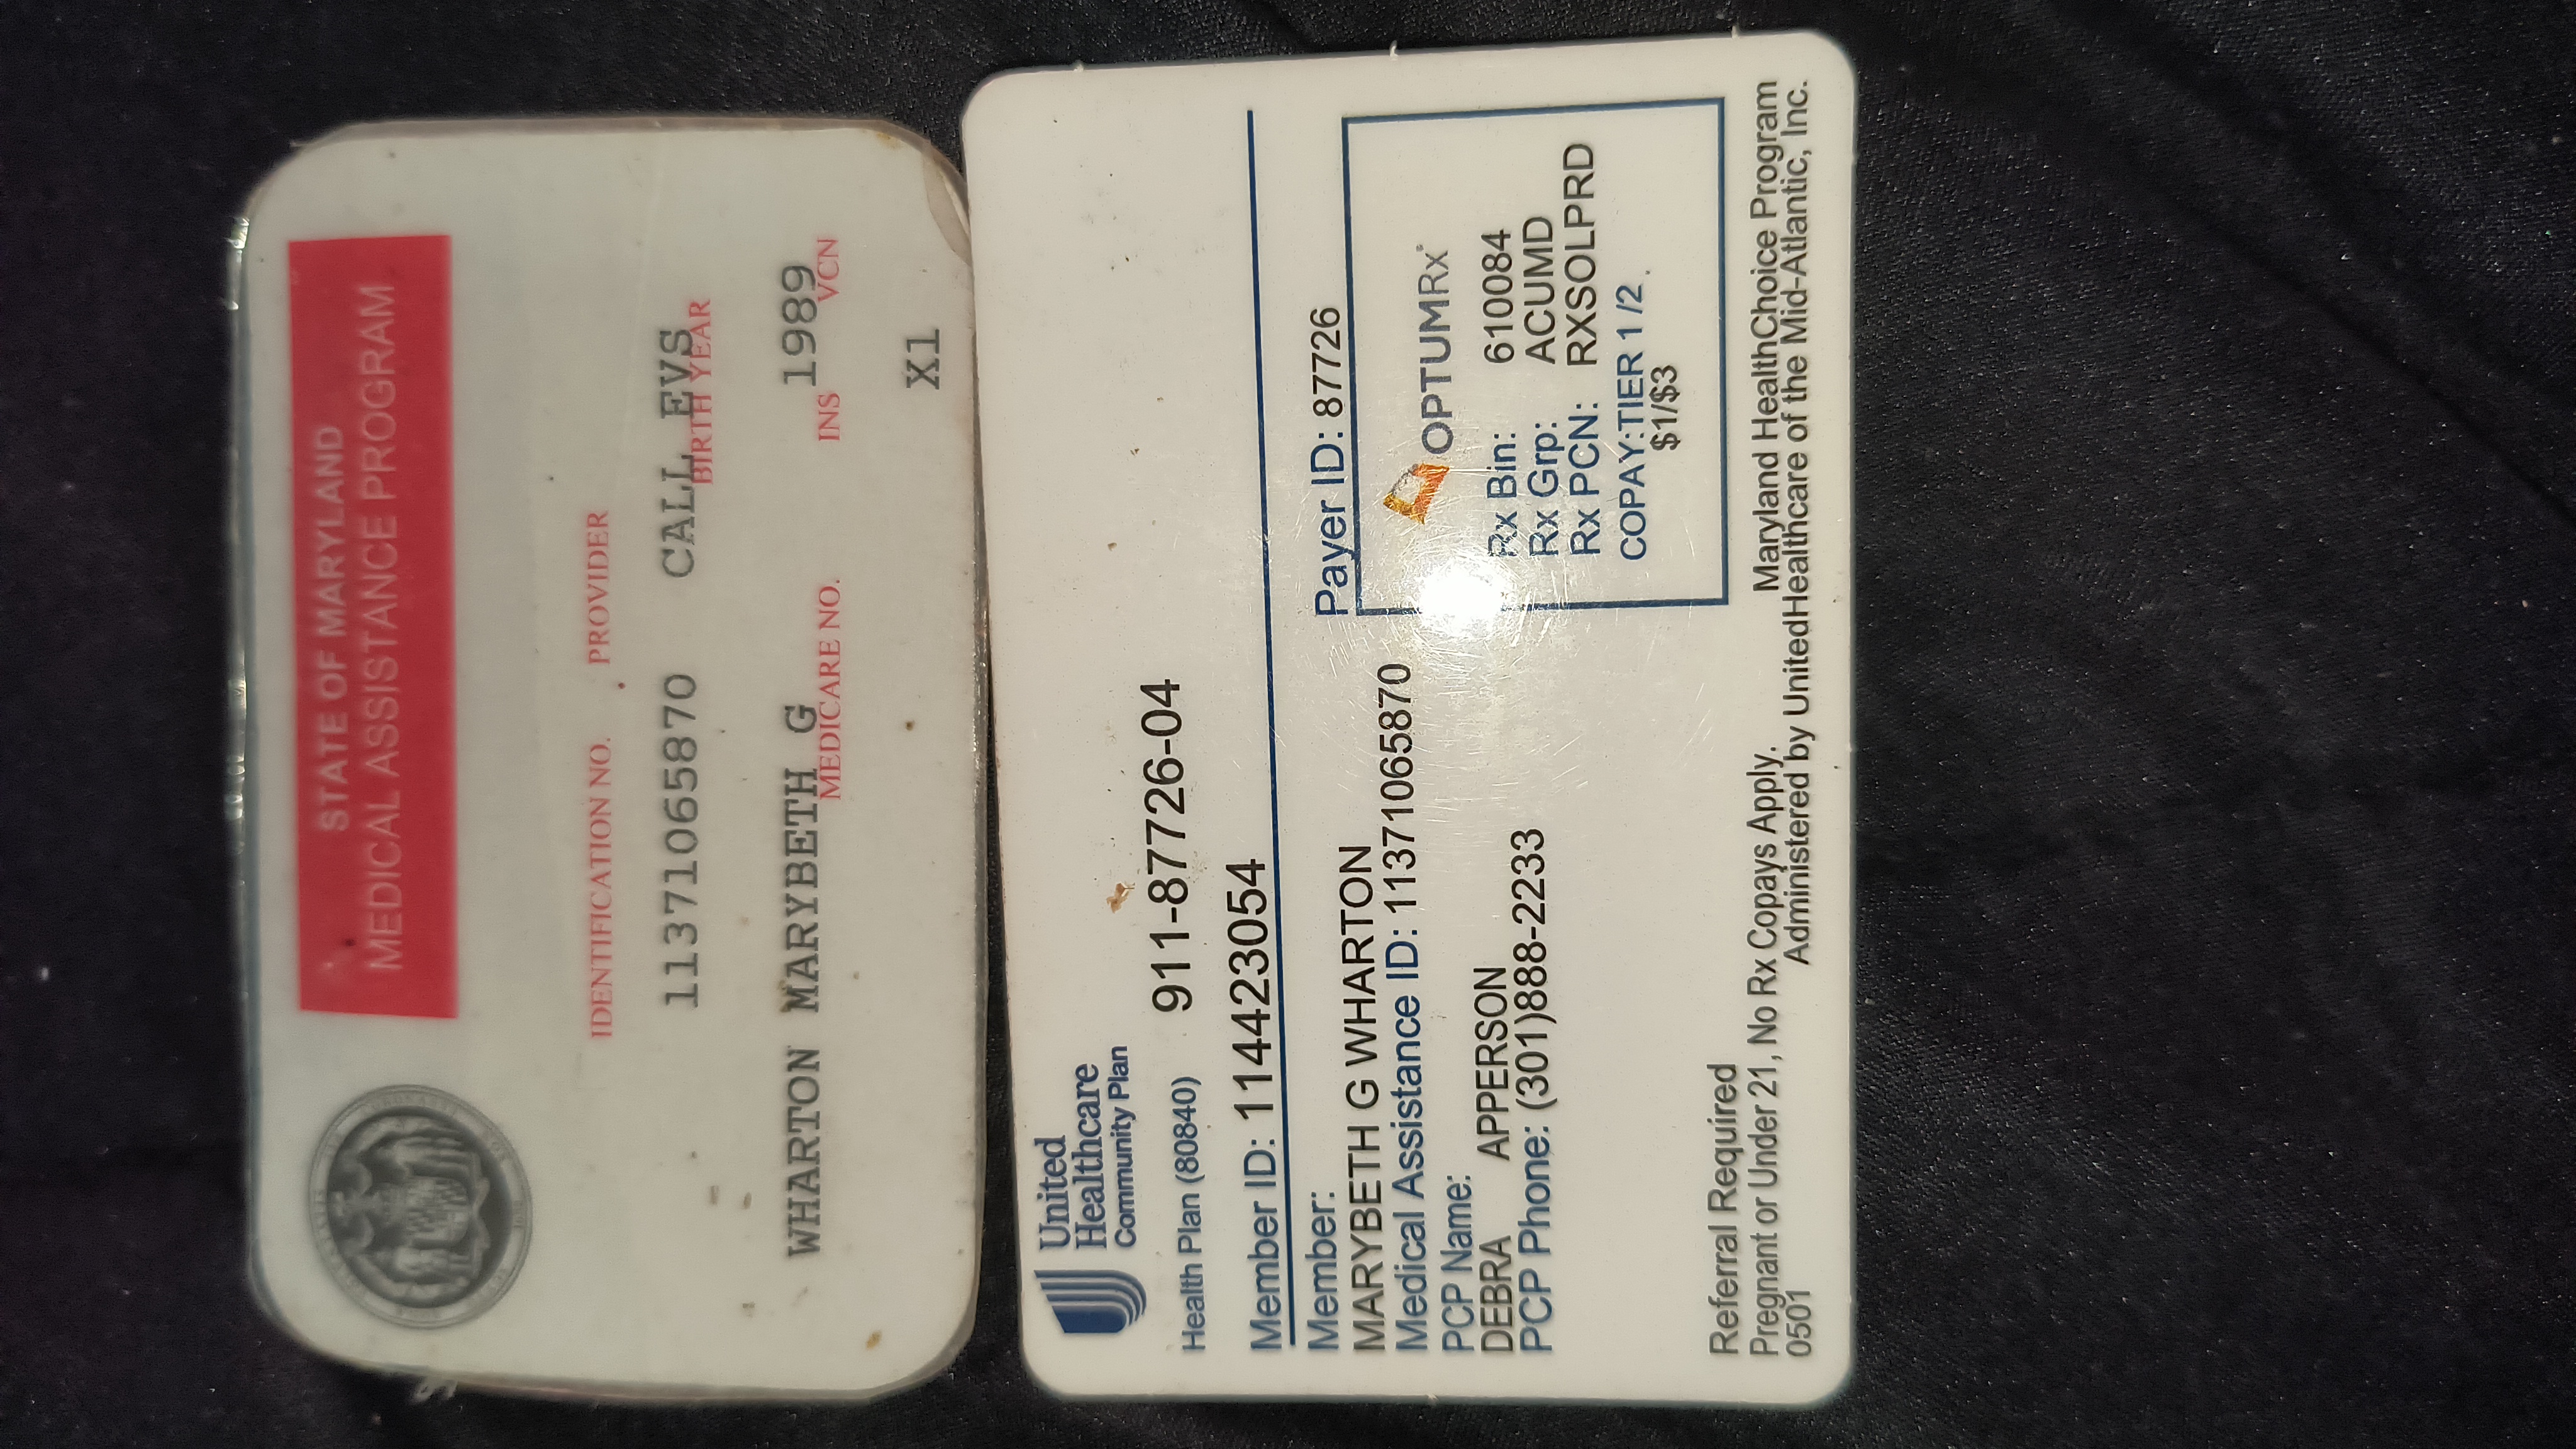 STATE OF MARYLAND
MEDICAL ASSISTANCE PROGRAM
IDENTIFICATION NO. PROVIDER
11371065870 CALL EVS
BIRTH YEAR
WHARTON MARYBETH G 1989
MEDICARE NO. INS VCN
X1
United
Healthcare
Community Plan
Health Plan (80840) 911-87726-04
Member ID: 114423054
Member:
MARYBETH G WHARTON
Medical Assistance ID: 11371065870
PCP Name:
DEBRA APPERSON
PCP Phone: (301)888-2233
Payer ID: 87726
OPTUMRx
Rx Bin: 610084
Rx Grp: ACUMD
Rx PCN: RXSOLPRD
COPAY:TIER 1 /2
$1/$3
Referral Required
Pregnant or Under 21, No Rx Copays Apply. Maryland HealthChoice Program
0501 Administered by UnitedHealthcare of the Mid-Atlantic, Inc.